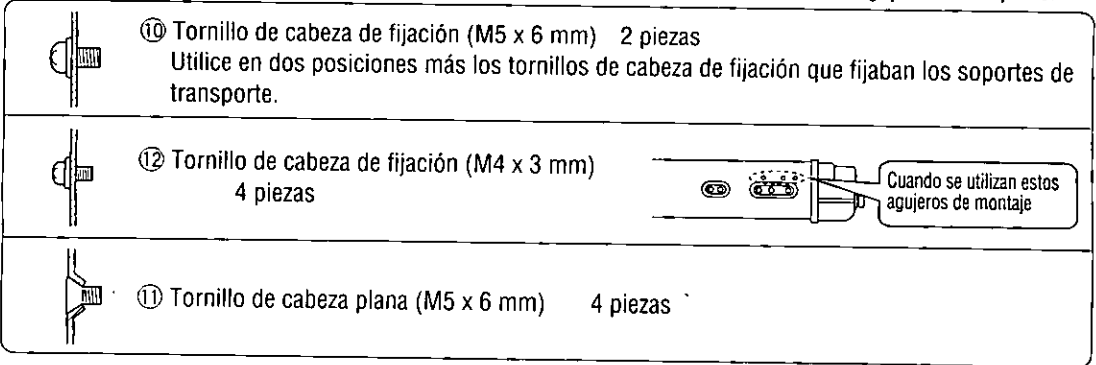 ⑩ Tornillo de cabeza de fijación (M5 x 6 mm) 2 piezas
Utilice en dos posiciones más los tornillos de cabeza de fijación que fijaban los soportes de
transporte.
⑫ Tornillo de cabeza de fijación (M4 x 3 mm)
4 piezas
Cuando se utilizan estos
agujeros de montaje
⑪ Tornillo de cabeza plana (M5 x 6 mm) 4 piezas